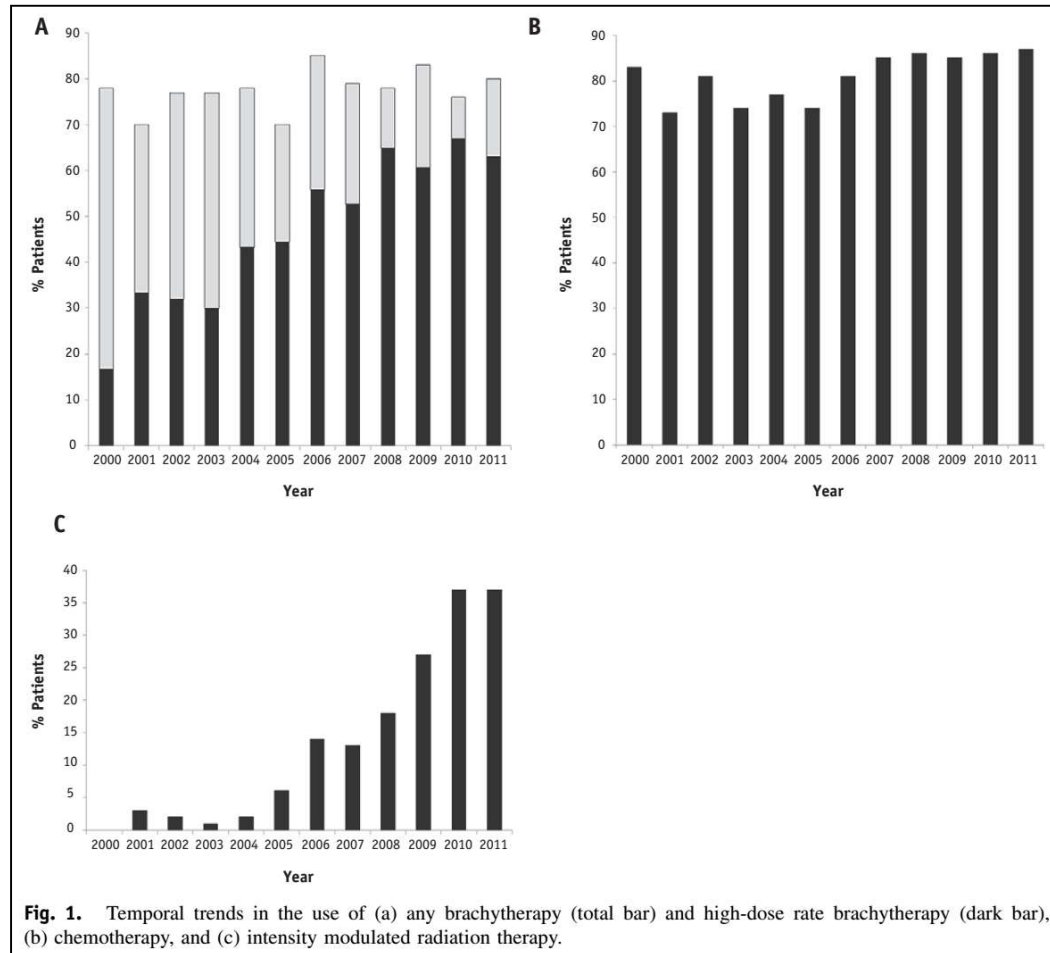 A
90
80
70
60
50
40
30
20
10
0
% Patients
2000 2001 2002 2003 2004 2005 2006 2007 2008 2009 2010 2011
Year
B
90
80
70
60
50
40
30
20
10
0
% Patients
2000 2001 2002 2003 2004 2005 2006 2007 2008 2009 2010 2011
Year
C
40
35
30
25
20
15
10
5
0
% Patients
2000 2001 2002 2003 2004 2005 2006 2007 2008 2009 2010 2011
Year
Fig. 1. Temporal trends in the use of (a) any brachytherapy (total bar) and high-dose rate brachytherapy (dark bar),
(b) chemotherapy, and (c) intensity modulated radiation therapy.